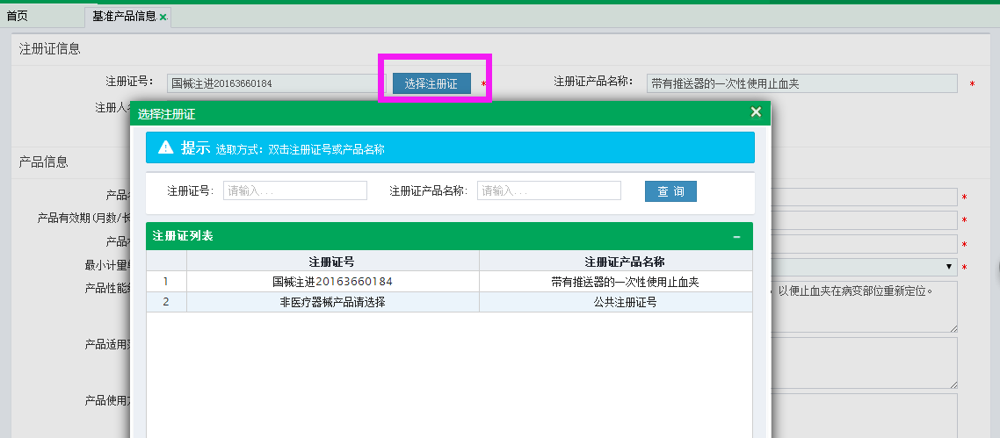 首页 基准产品信息
注册证信息
注册证号： 国械注进20163660184 选择注册证 * 注册证产品名称： 带有推送器的一次性使用止血夹 *
注册人名
选择注册证
提示 选取方式：双击注册证号或产品名称
注册证号： 请输入... 注册证产品名称： 请输入... 查 询
注册证列表
注册证号 注册证产品名称
1 国械注进20163660184 带有推送器的一次性使用止血夹
2 非医疗器械产品请选择 公共注册证号
产品信息
产品名 *
产品有效期(月数/长 *
产品 *
最小计量单 *
产品性能结 以便止血夹在病变部位重新定位。
产品适用范
产品使用方